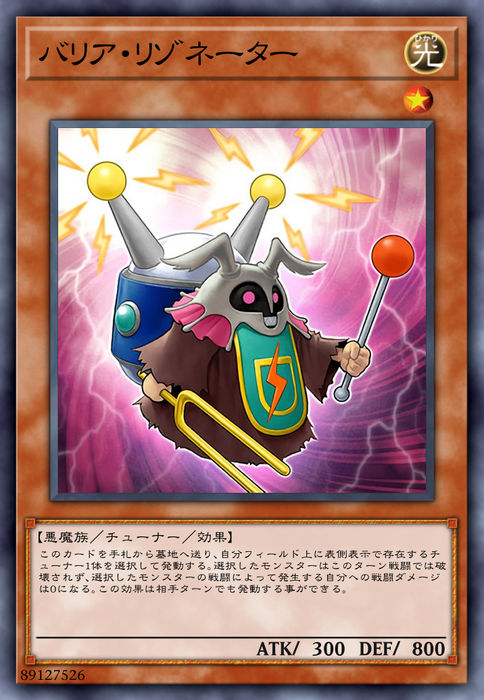 バリア・リゾネーター
ひかり
光
【悪魔族／チューナー／効果】
このカードを手札から墓地へ送り、自分フィールド上に表側表示で存在するチ
ューナー1体を選択して発動する。選択したモンスターはこのターン戦闘では破
壊されず、選択したモンスターの戦闘によって発生する自分への戦闘ダメージ
は0になる。この効果は相手ターンでも発動する事ができる。
ATK/ 300 DEF/ 800
89127526